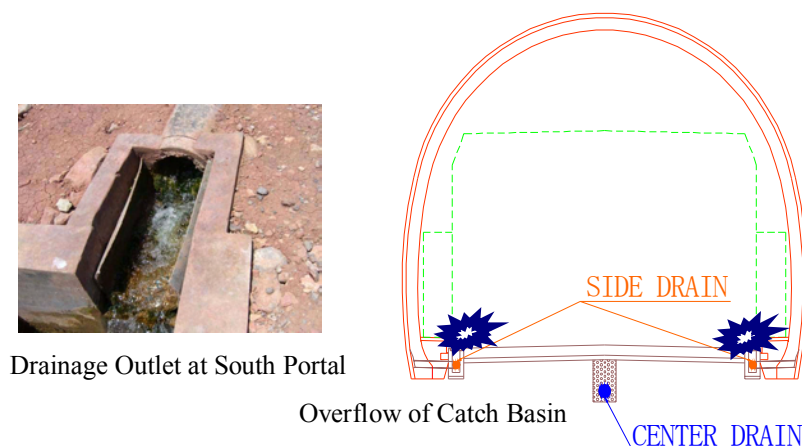 SIDE DRAIN
Drainage Outlet at South Portal
Overflow of Catch Basin
CENTER DRAIN